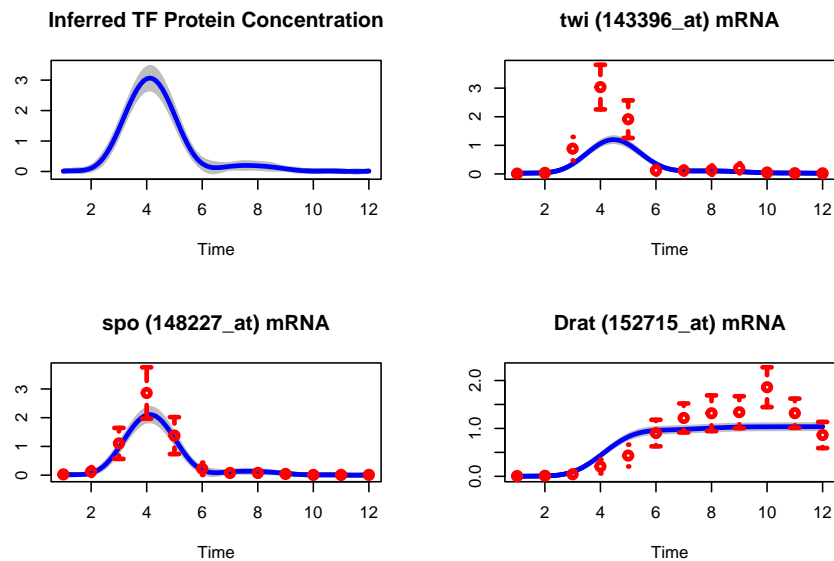 Inferred TF Protein Concentration
3
2
1
0
2 4 6 8 10 12
Time
twi (143396_at) mRNA
3
2
1
0
2 4 6 8 10 12
Time
spo (148227_at) mRNA
3
2
1
0
2 4 6 8 10 12
Time
Drat (152715_at) mRNA
2.0
1.0
0.0
2 4 6 8 10 12
Time